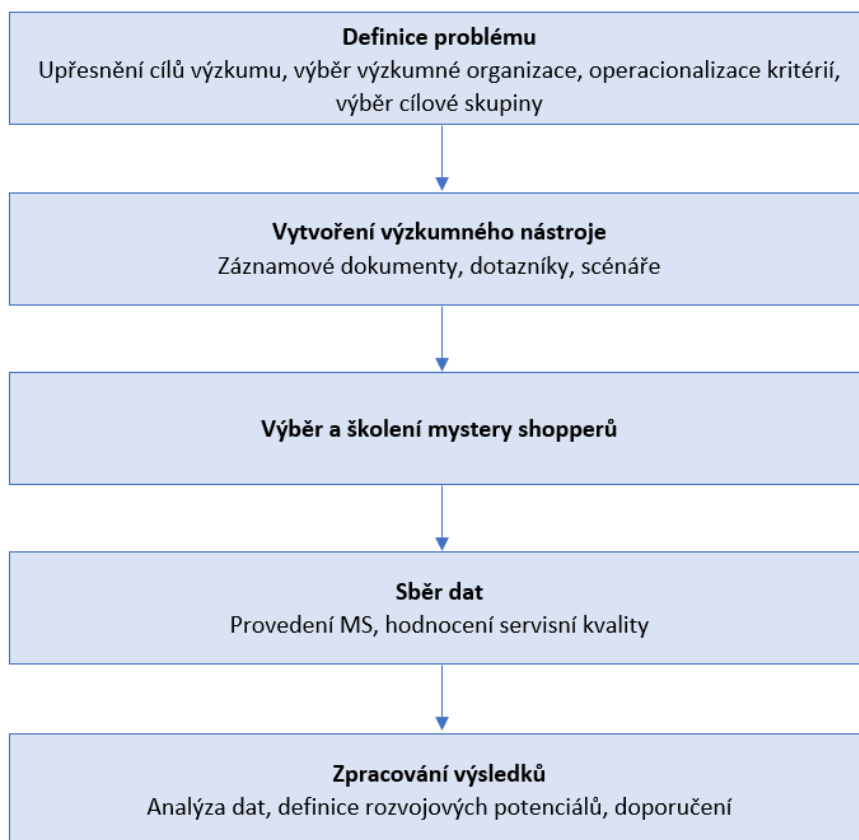 Definice problému
Upřesnění cílů výzkumu, výběr výzkumné organizace, operacionalizace kritérií,
výběr cílové skupiny
Vytvoření výzkumného nástroje
Záznamové dokumenty, dotazníky, scénáře
Výběr a školení mystery shopperů
Sběr dat
Provedení MS, hodnocení servisní kvality
Zpracování výsledků
Analýza dat, definice rozvojových potenciálů, doporučení